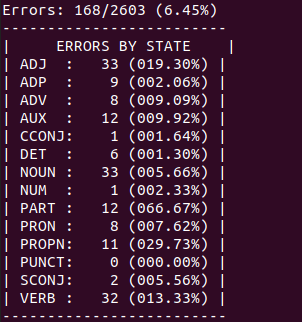 Errors: 168/2603 (6.45%)
--------------------------
|     ERRORS BY STATE    |
| ADJ  :   33 (019.30%) |
| ADP  :    9 (002.06%) |
| ADV  :    8 (009.09%) |
| AUX  :   12 (009.92%) |
| CCONJ:    1 (001.64%) |
| DET  :    6 (001.30%) |
| NOUN :   33 (005.66%) |
| NUM  :    1 (002.33%) |
| PART :   12 (066.67%) |
| PRON :    8 (007.62%) |
| PROPN:   11 (029.73%) |
| PUNCT:    0 (000.00%) |
| SCONJ:    2 (005.56%) |
| VERB :   32 (013.33%) |
--------------------------